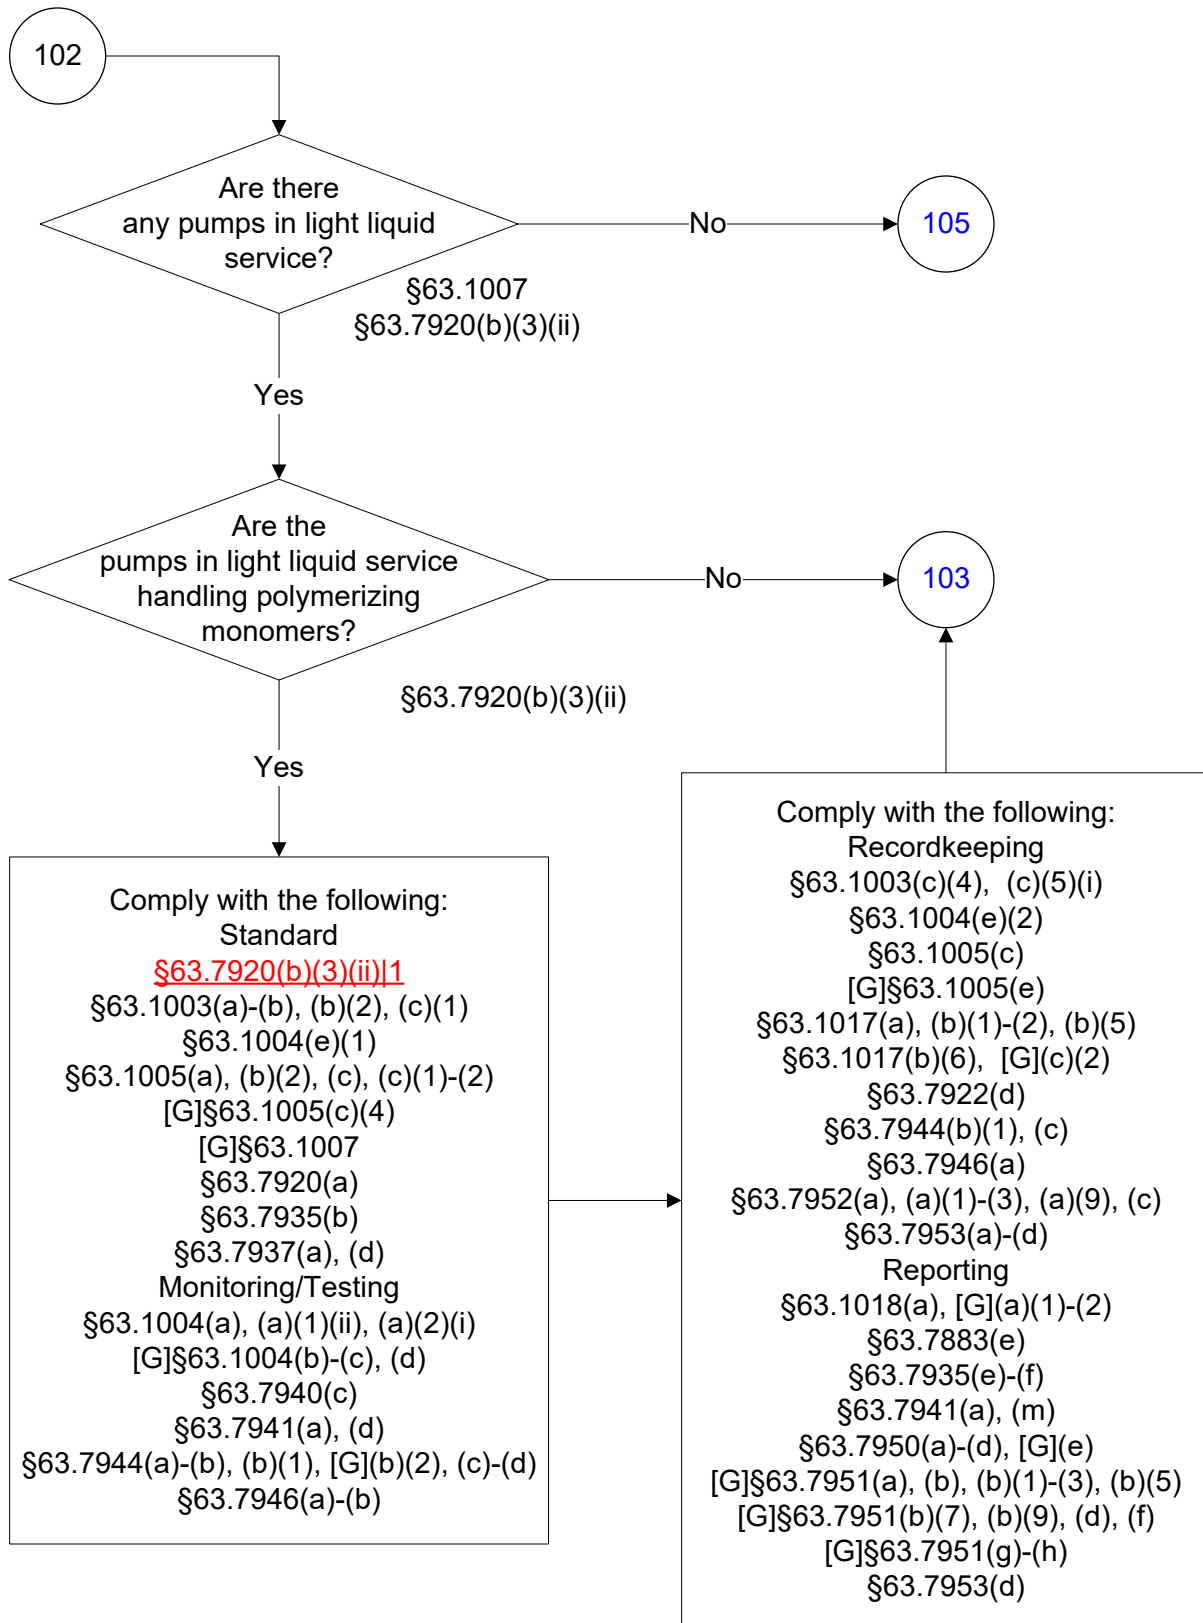 102
Are there
any pumps in light liquid
service?
No
105
§63.1007
§63.7920(b)(3)(ii)
Yes
Are the
pumps in light liquid service
handling polymerizing
monomers?
No
103
§63.7920(b)(3)(ii)
Yes
Comply with the following:
Standard
§63.7920(b)(3)(ii)|1
§63.1003(a)-(b), (b)(2), (c)(1)
§63.1004(e)(1)
§63.1005(a), (b)(2), (c), (c)(1)-(2)
[G]§63.1005(c)(4)
[G]§63.1007
§63.7920(a)
§63.7935(b)
§63.7937(a), (d)
Monitoring/Testing
§63.1004(a), (a)(1)(ii), (a)(2)(i)
[G]§63.1004(b)-(c), (d)
§63.7940(c)
§63.7941(a), (d)
§63.7944(a)-(b), (b)(1), [G](b)(2), (c)-(d)
§63.7946(a)-(b)
Comply with the following:
Recordkeeping
§63.1003(c)(4), (c)(5)(i)
§63.1004(e)(2)
§63.1005(c)
[G]§63.1005(e)
§63.1017(a), (b)(1)-(2), (b)(5)
§63.1017(b)(6), [G](c)(2)
§63.7922(d)
§63.7944(b)(1), (c)
§63.7946(a)
§63.7952(a), (a)(1)-(3), (a)(9), (c)
§63.7953(a)-(d)
Reporting
§63.1018(a), [G](a)(1)-(2)
§63.7883(e)
§63.7935(e)-(f)
§63.7941(a), (m)
§63.7950(a)-(d), [G](e)
[G]§63.7951(a), (b), (b)(1)-(3), (b)(5)
[G]§63.7951(b)(7), (b)(9), (d), (f)
[G]§63.7951(g)-(h)
§63.7953(d)